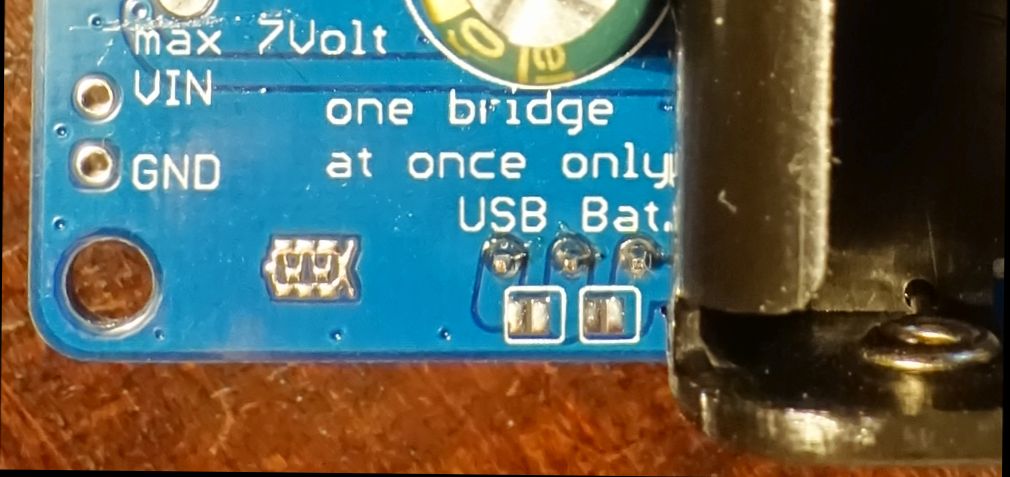 max 7Volt
VIN
one bridge
GND
at once only
USB Bat.